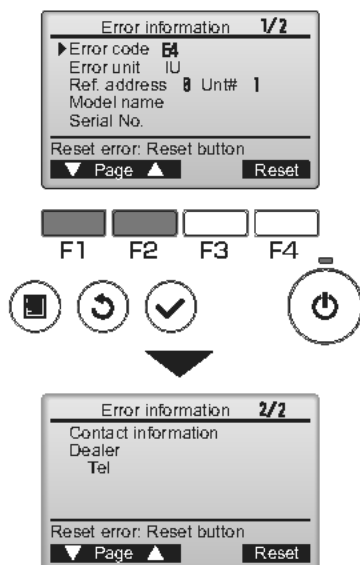 Error information 1/2
Error code E4
Error unit IU
Ref. address 0 Unt# 1
Model name
Serial No.
Reset error: Reset button
▼ Page ▲ Reset
F1 F2 F3 F4
Error information 2/2
Contact information
Dealer
Tel
Reset error: Reset button
▼ Page ▲ Reset